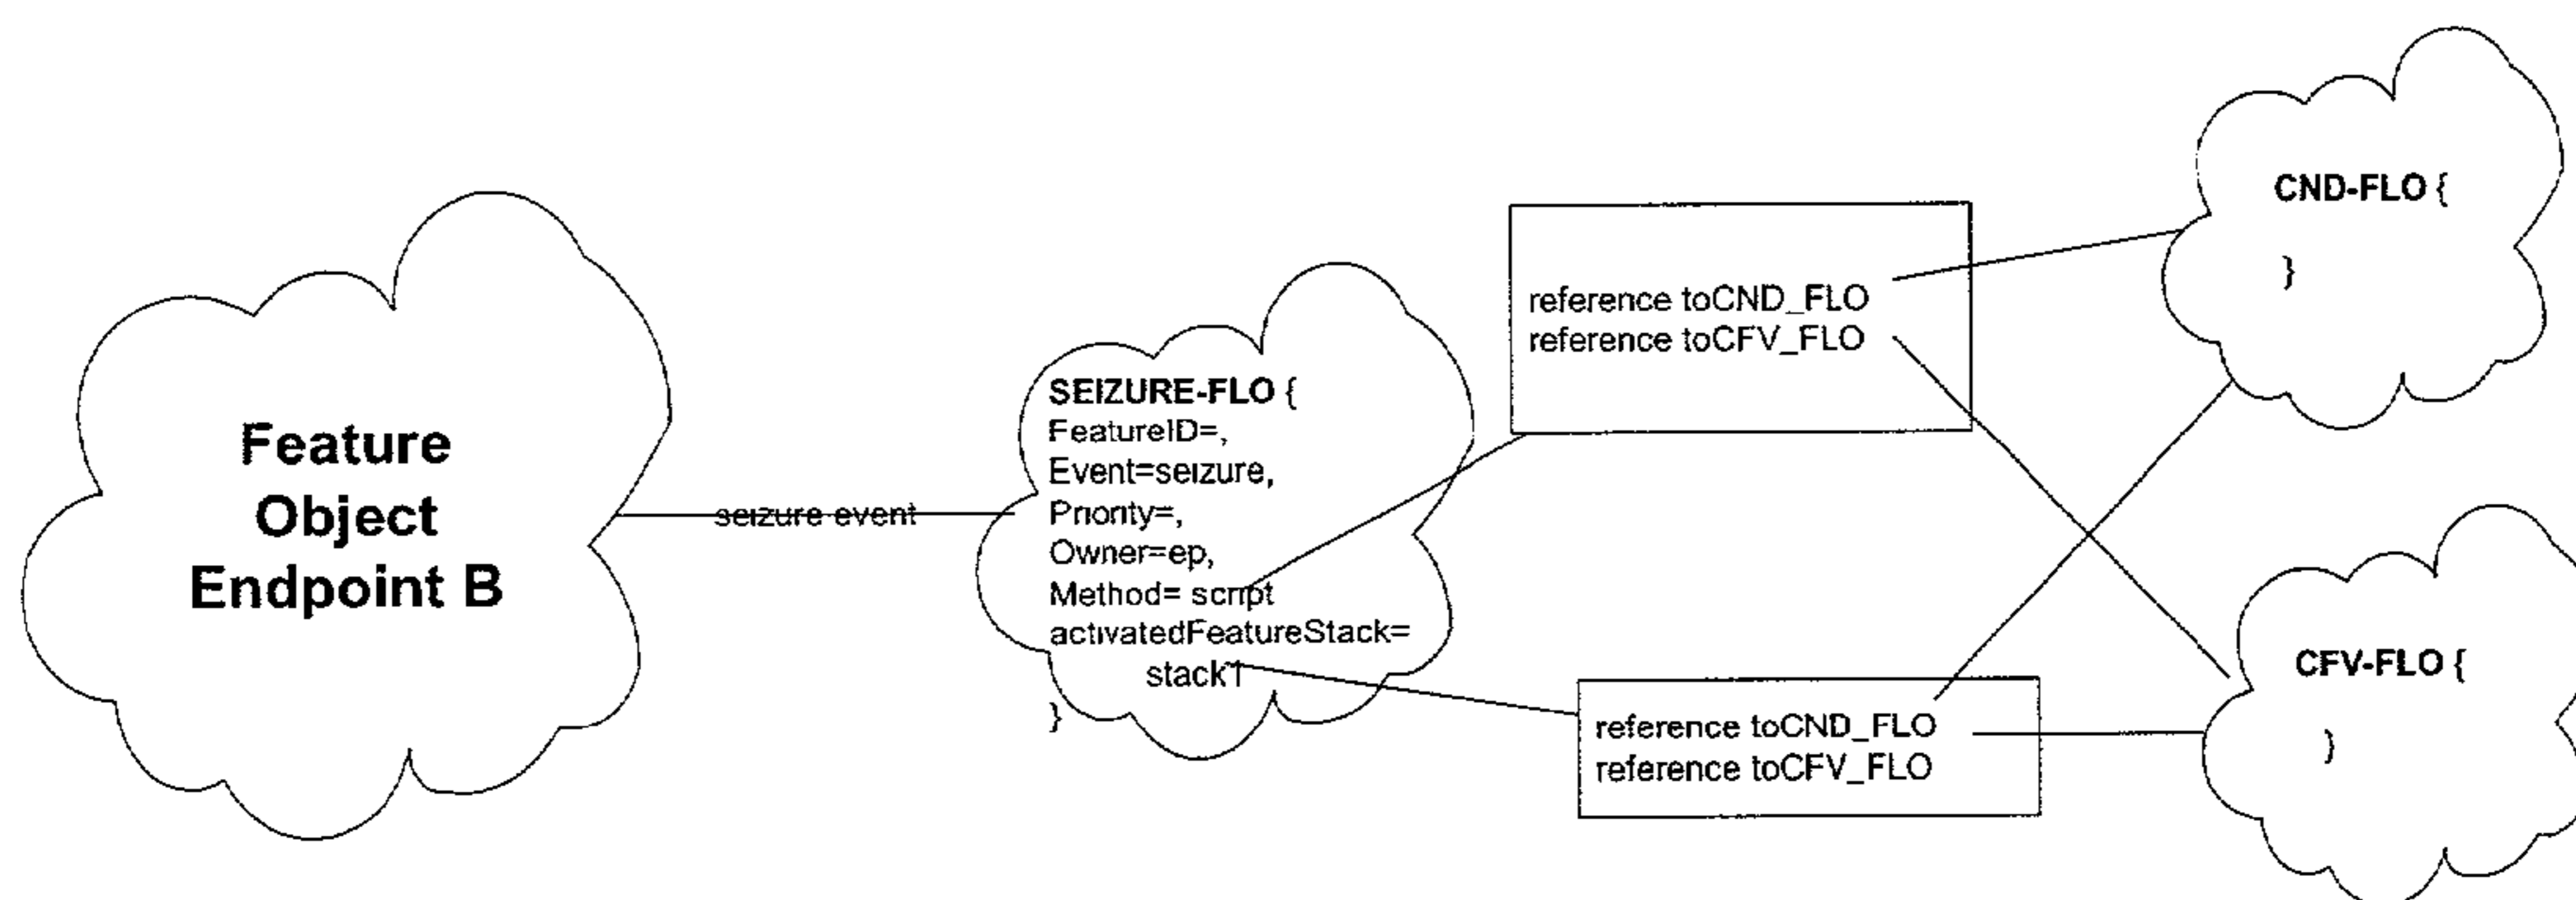 Feature
Object
Endpoint B
seizure event
SEIZURE-FLO {
FeatureID=,
Event=seizure,
Priority=,
Owner=ep,
Method= script
activatedFeatureStack=
stack1
}
reference toCND_FLO
reference toCFV_FLO
reference toCND_FLO
reference toCFV_FLO
CND-FLO {
}
CFV-FLO {
}